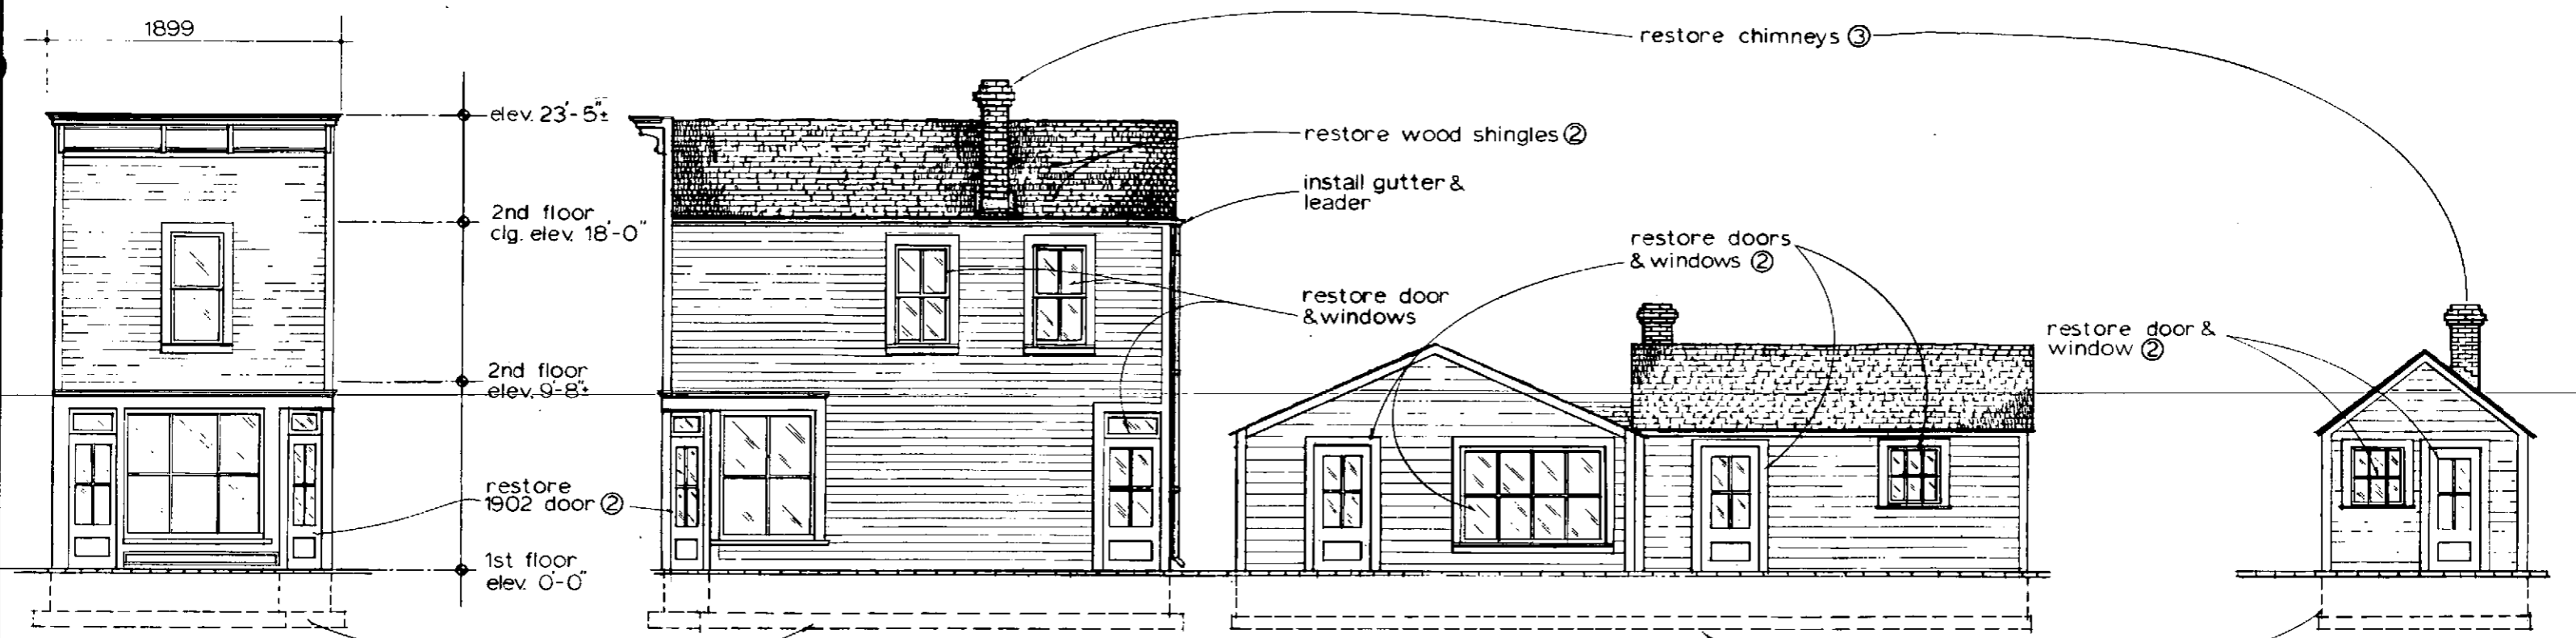 1899
restore chimneys ③
elev. 23'-5"±
restore wood shingles ②
install gutter &
leader
2nd floor
clg. elev. 18'-0"
restore doors
& windows ②
restore door
& windows
restore door &
window ②
2nd floor
elev. 9'-8"±
restore
1902 door ②
1st floor
elev. 0'-0"